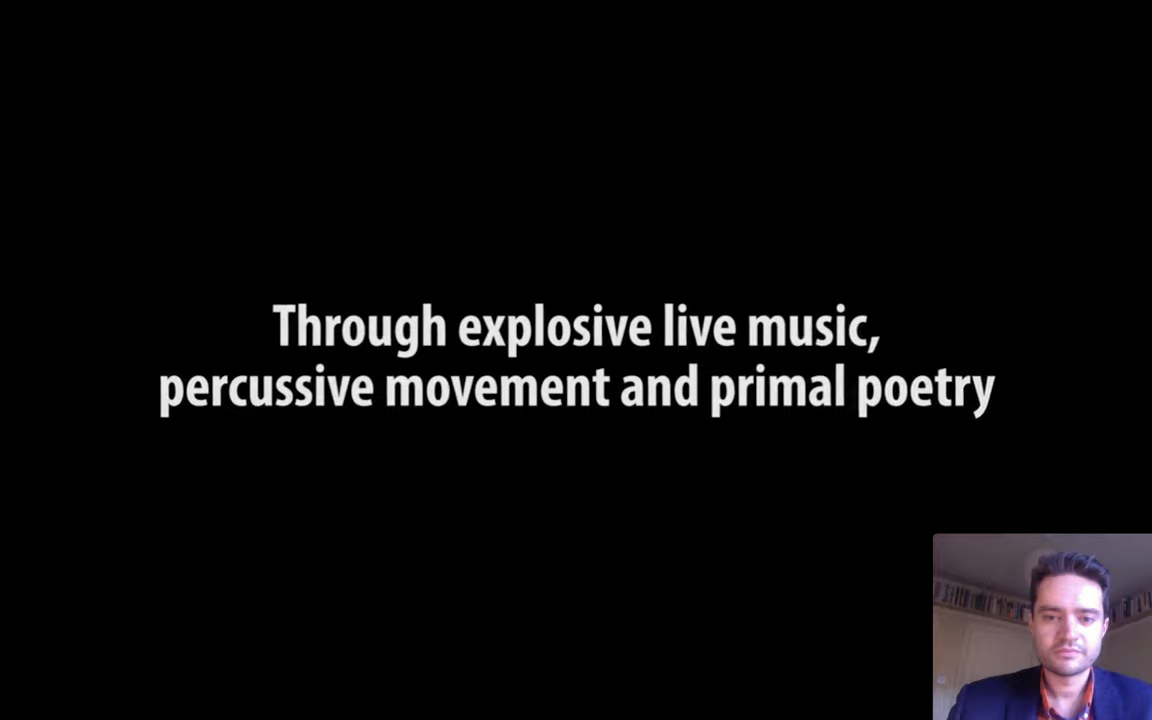 Through explosive live music,
percussive movement and primal poetry